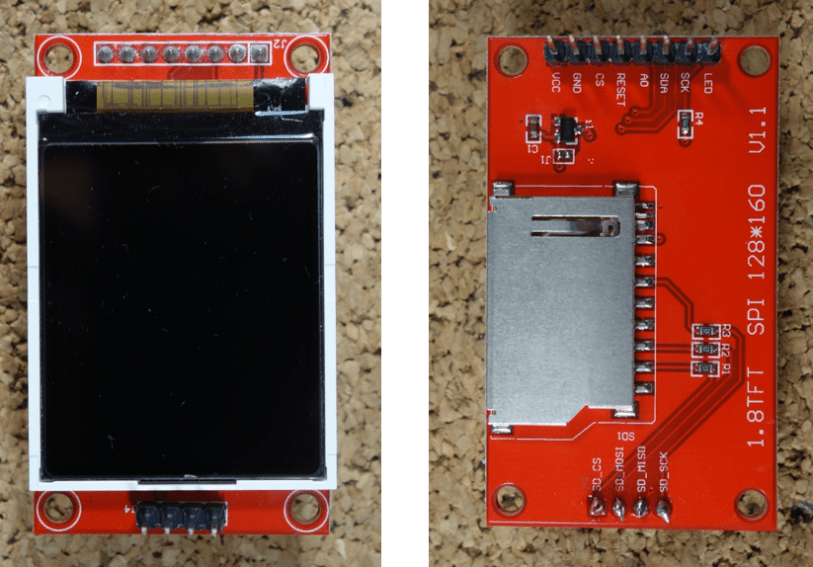 J2
J4
VCC
GND
CS
RESET
A0
SDA
SCK
LED
R4
C1
J1
1.8TFT SPI 128*160 V1.1
R3
R2
R1
SD1
SD_CS
SD_MOSI
SD_MISO
SD_SCK